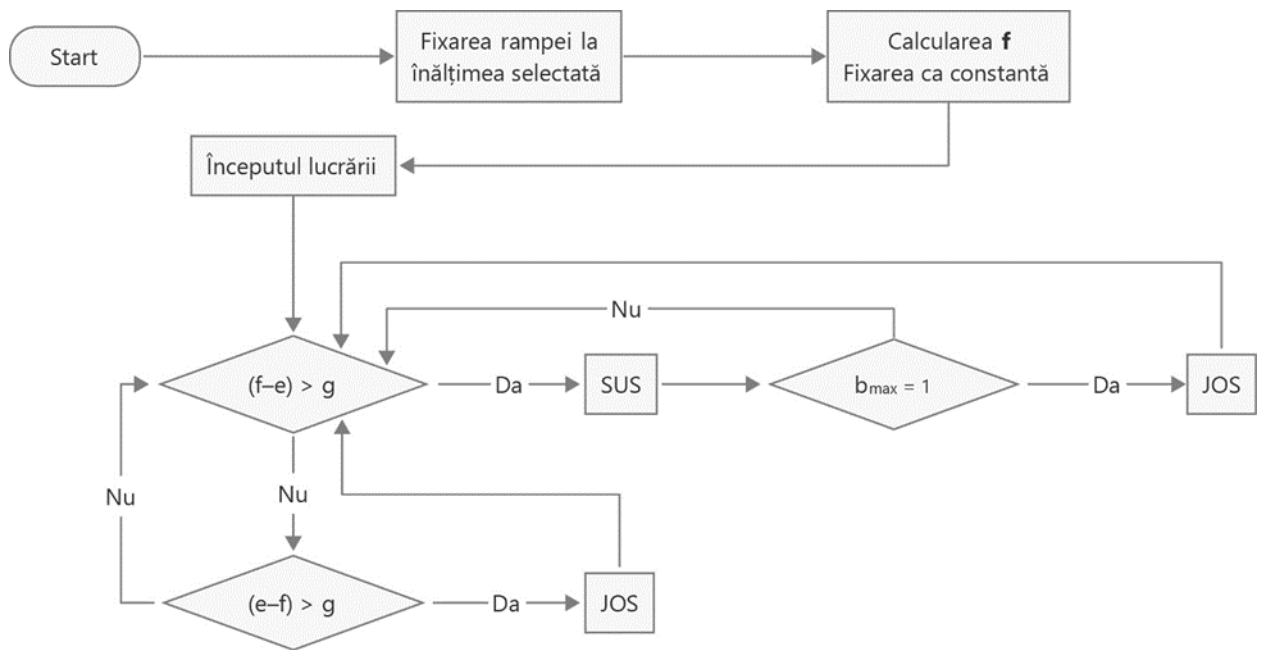 Start
Fixarea rampei la
înălțimea selectată
Calcularea f
Fixarea ca constantă
Începutul lucrării
Nu
(f–e) > g
Da
SUS
bmax = 1
Da
JOS
Nu
Nu
(e–f) > g
Da
JOS